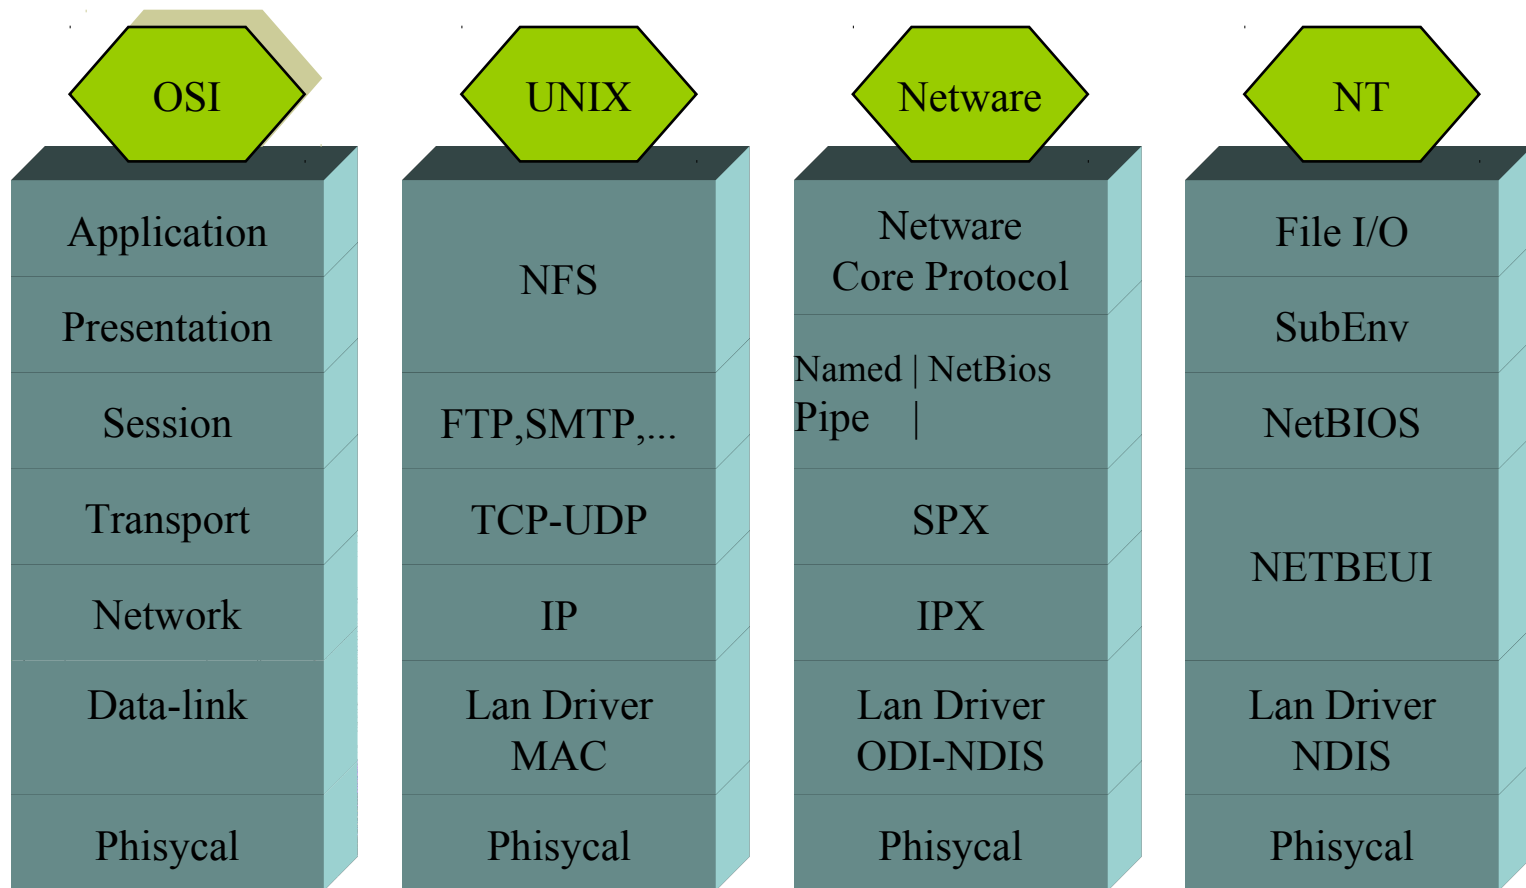 OSI
Application
Presentation
Session
Transport
Network
Data-link
Phisycal
UNIX
NFS
FTP,SMTP,...
TCP-UDP
IP
Lan Driver
MAC
Phisycal
Netware
Netware
Core Protocol
Named | NetBios
Pipe |
SPX
IPX
Lan Driver
ODI-NDIS
Phisycal
NT
File I/O
SubEnv
NetBIOS
NETBEUI
Lan Driver
NDIS
Phisycal